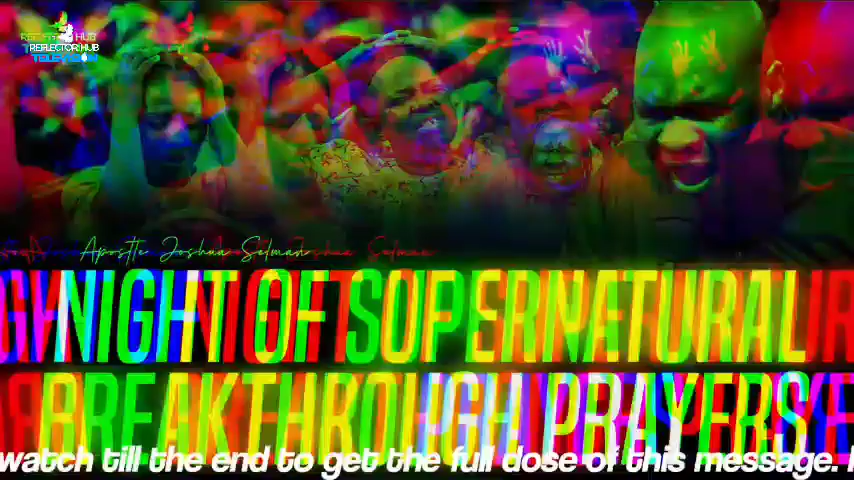 REFLECTOR HUB
TELEVISION
Apostle Joshua Selman
NIGHT OF SUPERNATURAL
BREAKTHROUGH PRAYERS
watch till the end to get the full dose of this message.